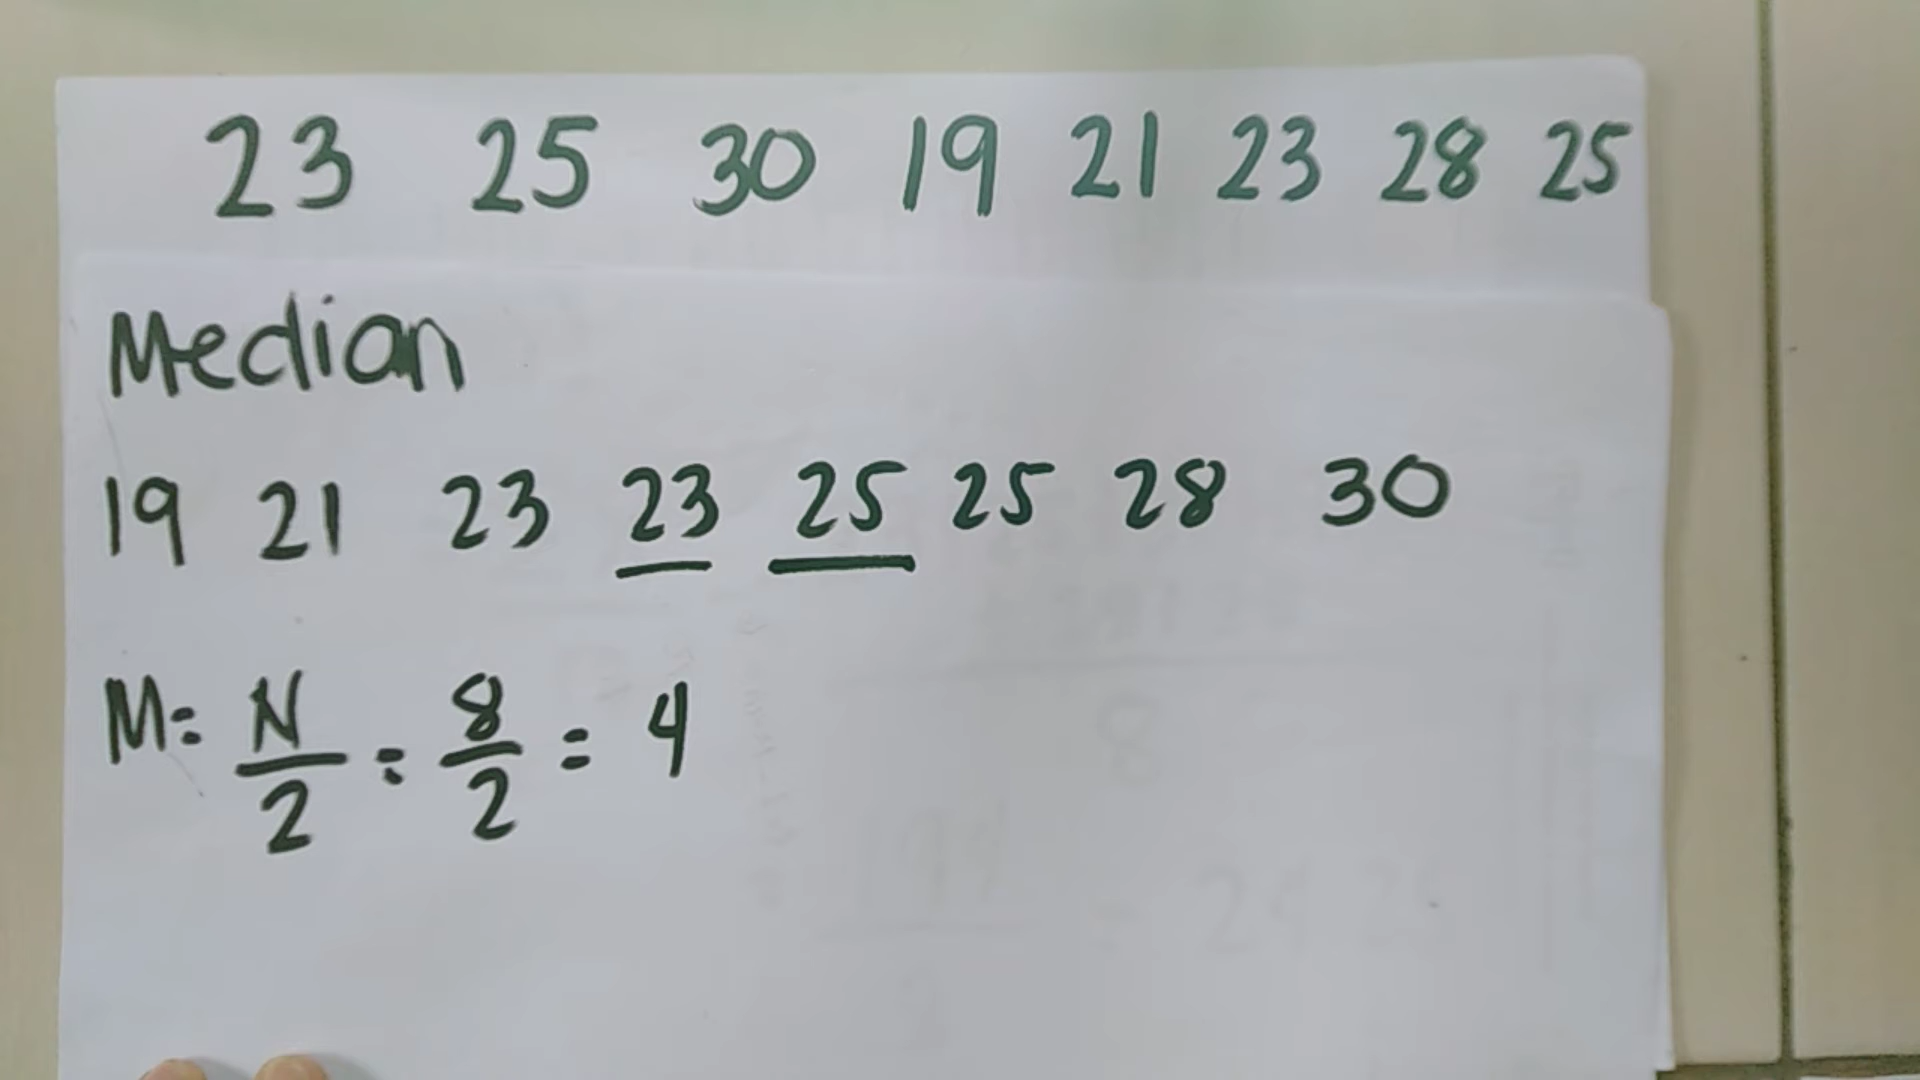 23 25 30 19 21 23 28 25
Median
19 21 23 23 25 25 28 30
M= N/2 = 8/2 = 4